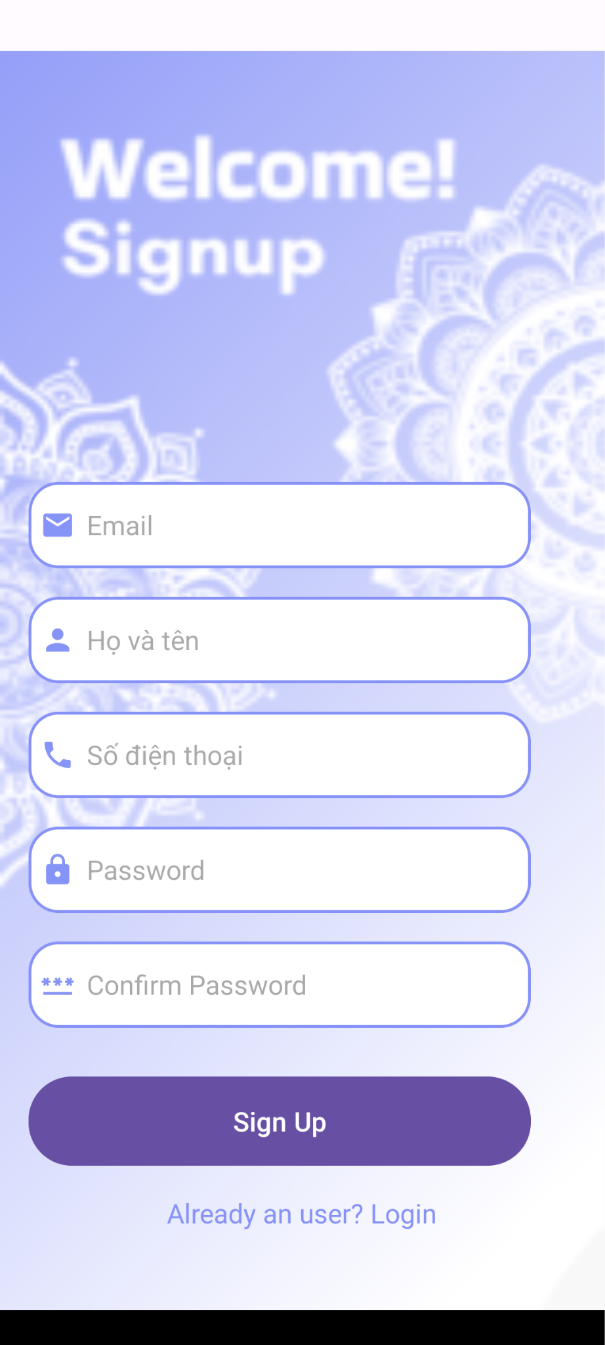 Welcome!
Signup
Email
Họ và tên
Số điện thoại
Password
Confirm Password
Sign Up
Already an user? Login